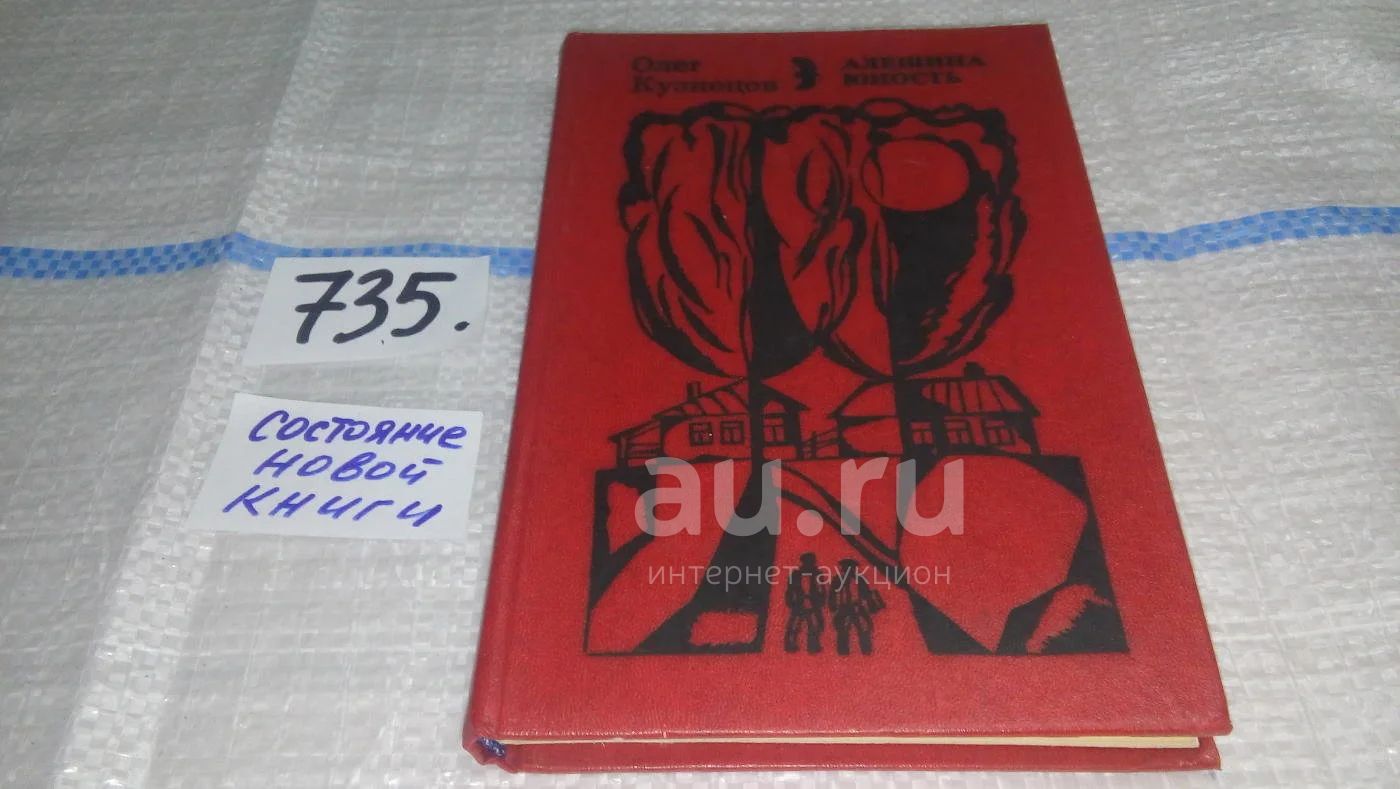 Олег
Кузнецов
АЛЕШИНА
ЮНОСТЬ
735.
состояние
новой
книги
au.ru
интернет-аукцион